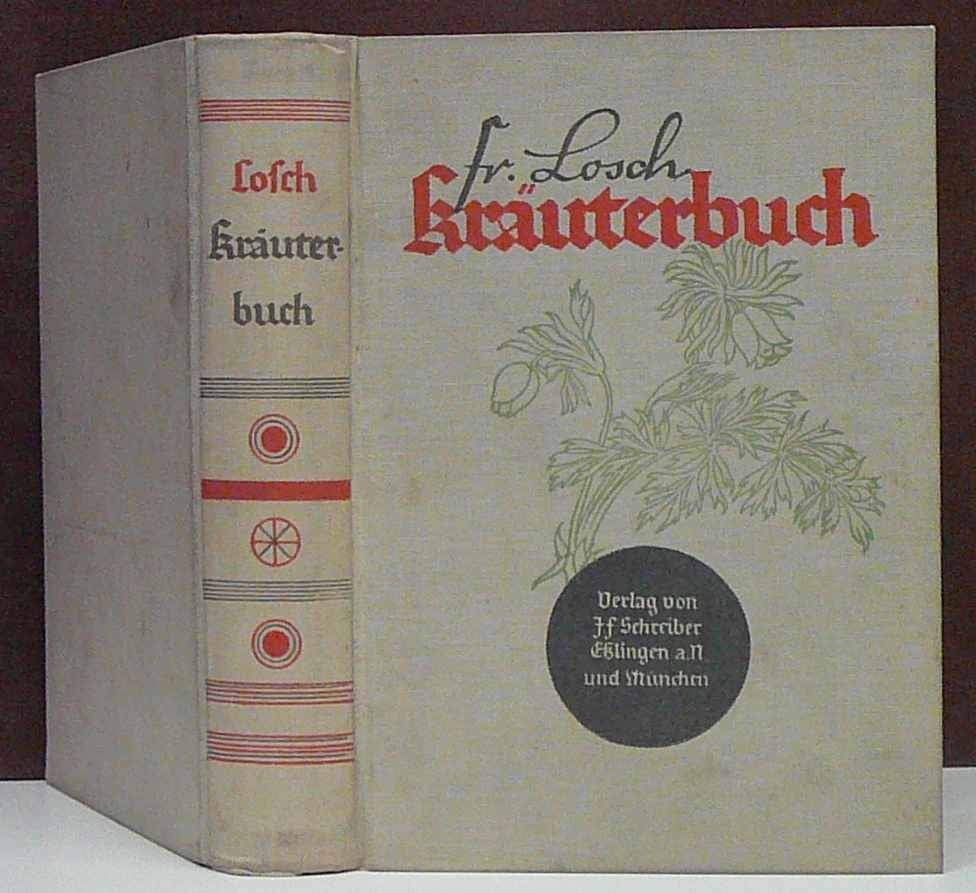 Loſch
Kräuter-
buch
fr. Losch
Kräuterbuch
Verlag von
J f Schreiber
Eßlingen a. N
und München